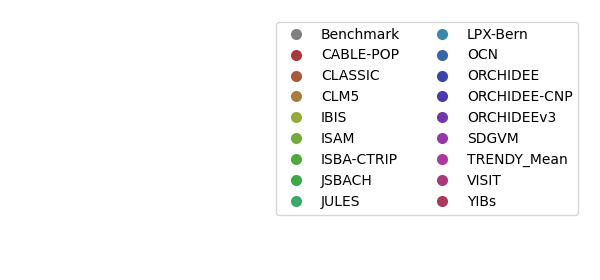 Benchmark
CABLE-POP
CLASSIC
CLM5
IBIS
ISAM
ISBA-CTRIP
JSBACH
JULES
LPX-Bern
OCN
ORCHIDEE
ORCHIDEE-CNP
ORCHIDEEv3
SDGVM
TRENDY_Mean
VISIT
YIBs